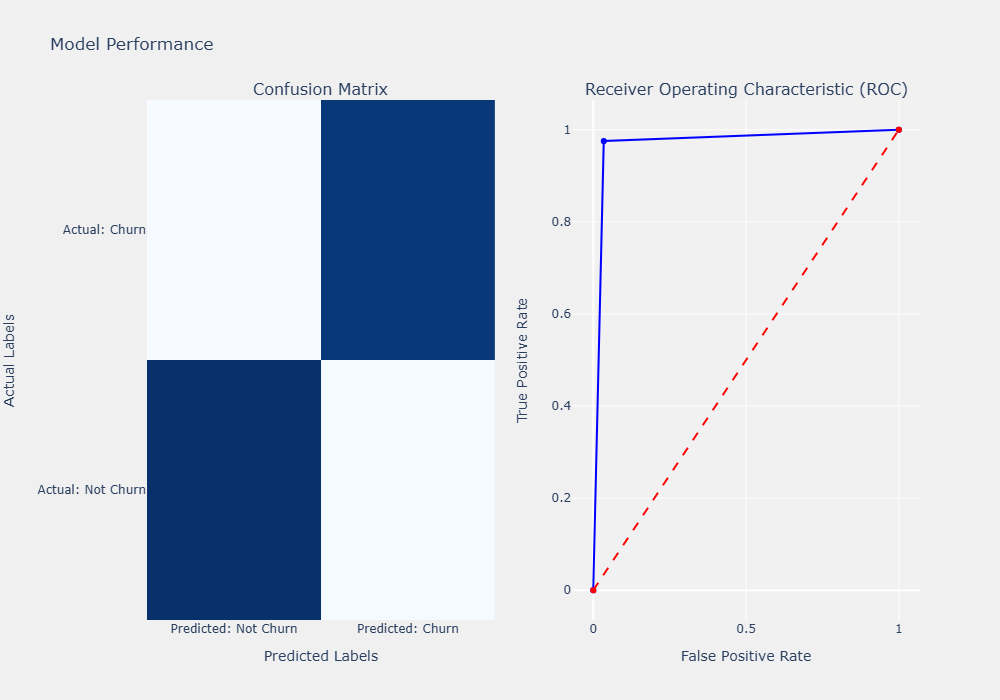 Model Performance
Confusion Matrix
Actual: Churn
Actual: Not Churn
Actual Labels
Predicted: Not Churn
Predicted: Churn
Predicted Labels
Receiver Operating Characteristic (ROC)
1
0.8
0.6
0.4
0.2
0
True Positive Rate
0
0.5
1
False Positive Rate